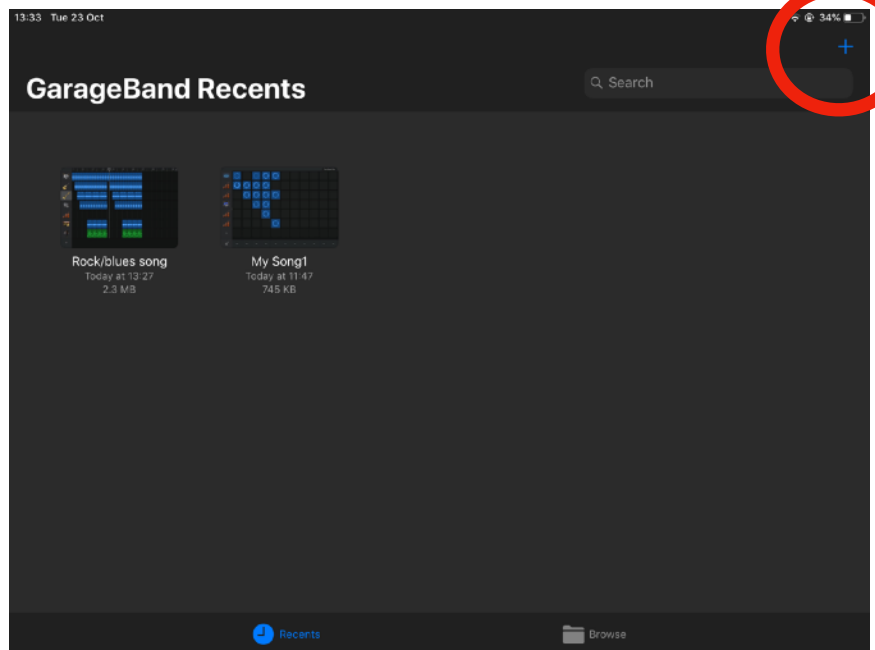 13:33 Tue 23 Oct
34%
GarageBand Recents
Search
Rock/blues song
Today at 13:27
2.3 MB
My Song1
Today at 11:47
745 KB
Recents
Browse